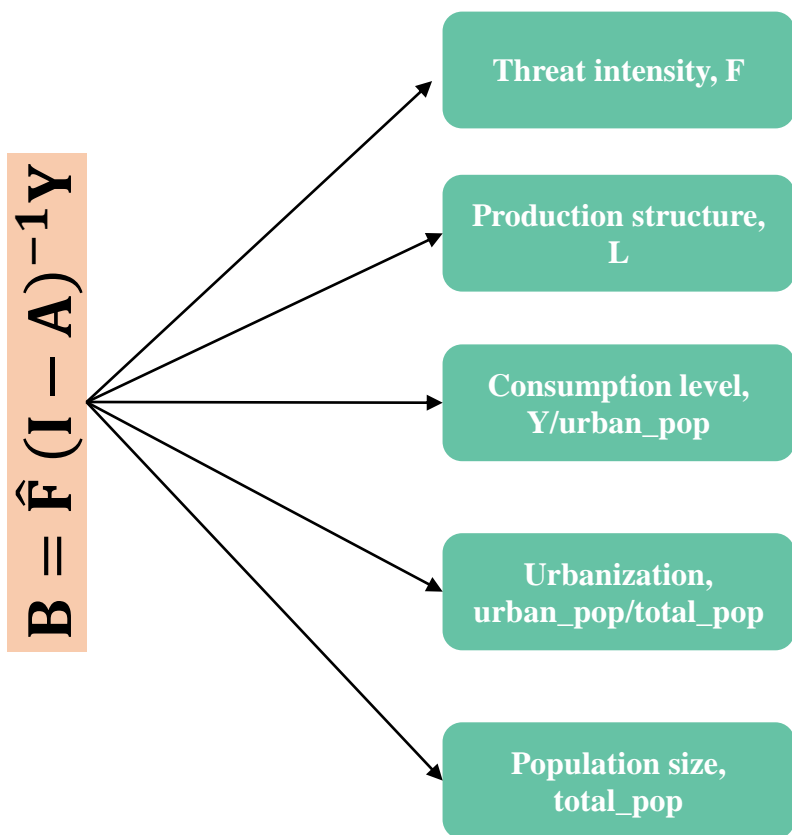 B = F̂ (I − A)⁻¹Y
Threat intensity, F
Production structure,
L
Consumption level,
Y/urban_pop
Urbanization,
urban_pop/total_pop
Population size,
total_pop